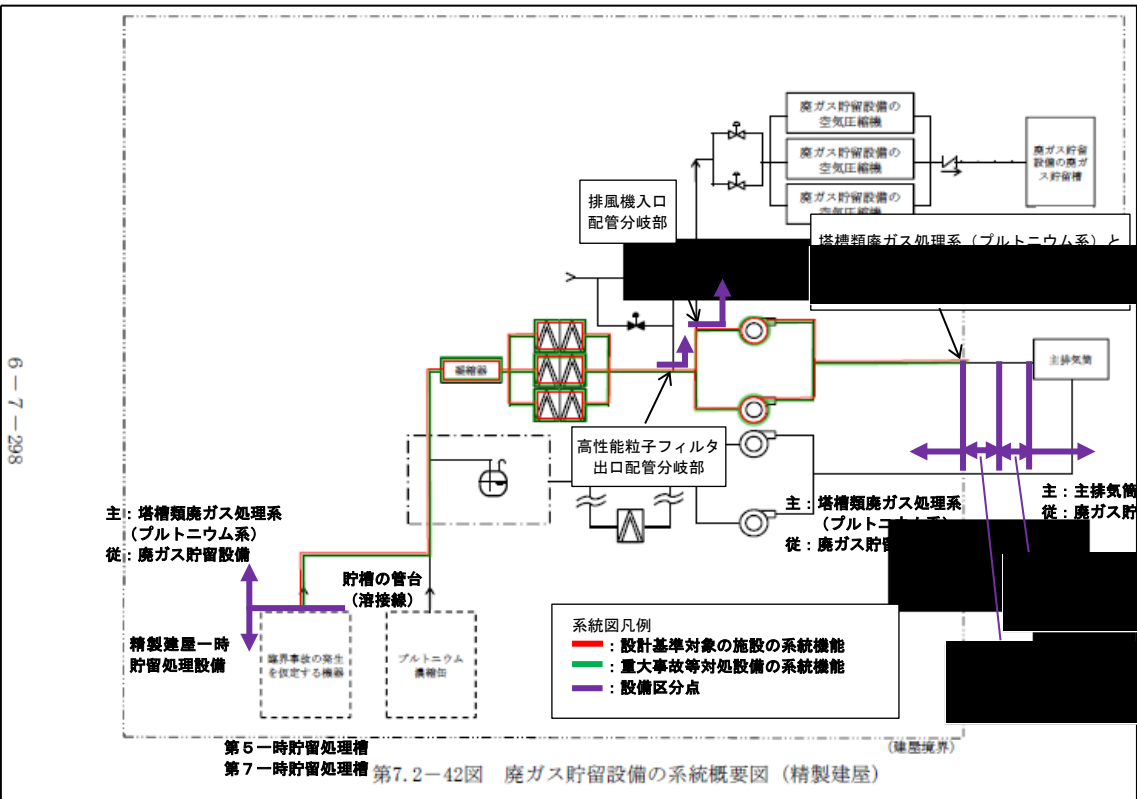 廃ガス貯留設備の
空気圧縮機
廃ガス貯留設備の
空気圧縮機
廃ガス貯留設備の
空気圧縮機
廃ガス貯留
設備の廃ガ
ス貯留槽
排風機入口
配管分岐部
塔槽類廃ガス処理系(プルトニウム系)と
凝縮器
主排気筒
高性能粒子フィルタ
出口配管分岐部
主:塔槽類廃ガス処理系
(プルトニウム系)
従:廃ガス貯留設備
貯槽の管台
(溶接線)
主:塔槽類廃ガス処理系
(プルトニウム系)
従:廃ガス貯留
主:主排気筒
従:廃ガス貯
精製建屋一時
貯留処理設備
臨界事故の発生
を仮定する機器
プルトニウム
濃縮缶
系統図凡例
:設計基準対象の施設の系統機能
:重大事故等対処設備の系統機能
:設備区分点
第5一時貯留処理槽
第7一時貯留処理槽
(建屋境界)
第7.2-42図 廃ガス貯留設備の系統概要図(精製建屋)
6-7-298